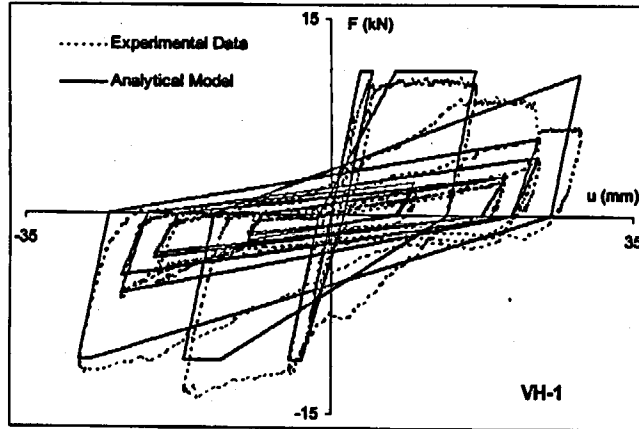 15
F (kN)
Experimental Data
Analytical Model
u (mm)
-35
35
VH-1
-15